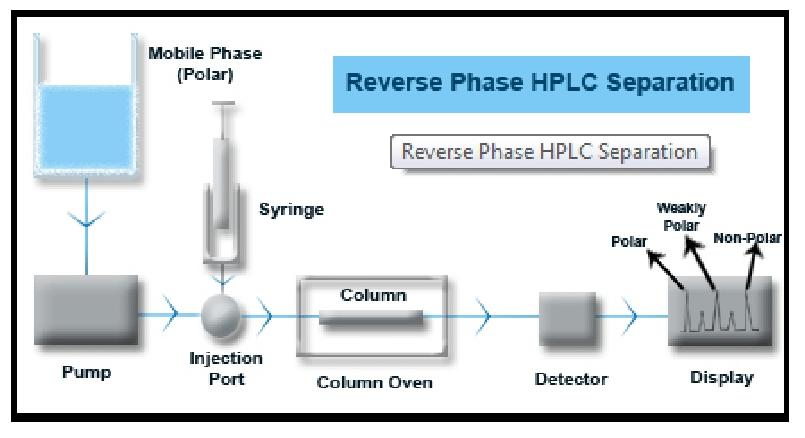 Mobile Phase
(Polar)
Reverse Phase HPLC Separation
Reverse Phase HPLC Separation
Syringe
Weakly
Polar
Polar
Non-Polar
Column
Pump
Injection
Port
Column Oven
Detector
Display